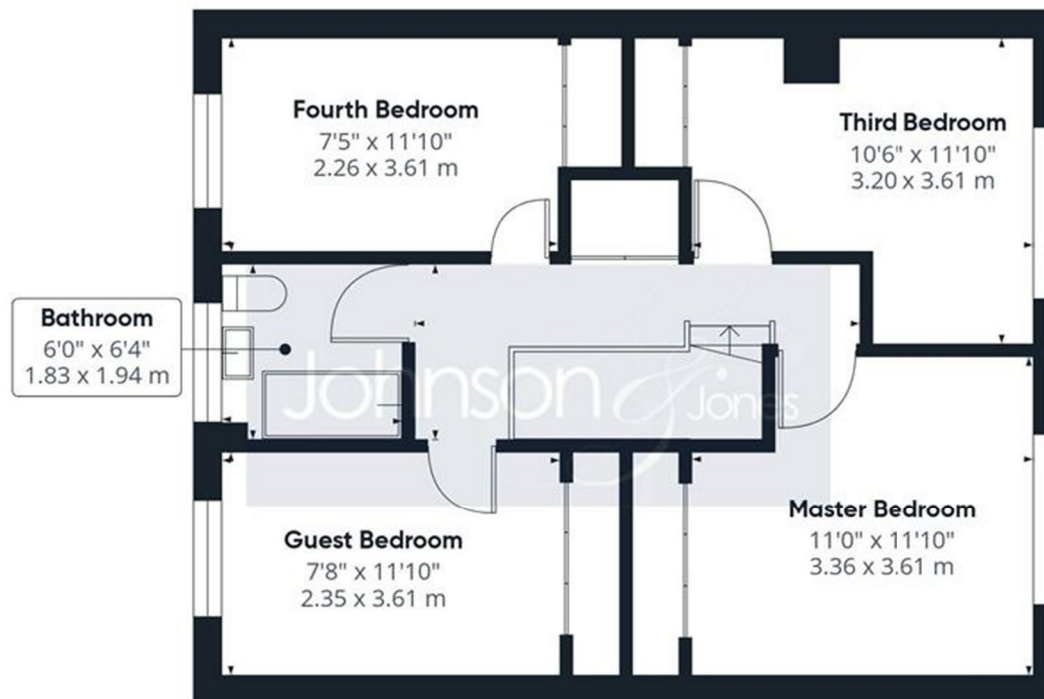 Fourth Bedroom
7'5" x 11'10"
2.26 x 3.61 m
Third Bedroom
10'6" x 11'10"
3.20 x 3.61 m
Bathroom
6'0" x 6'4"
1.83 x 1.94 m
Johnson & Jones
Guest Bedroom
7'8" x 11'10"
2.35 x 3.61 m
Master Bedroom
11'0" x 11'10"
3.36 x 3.61 m